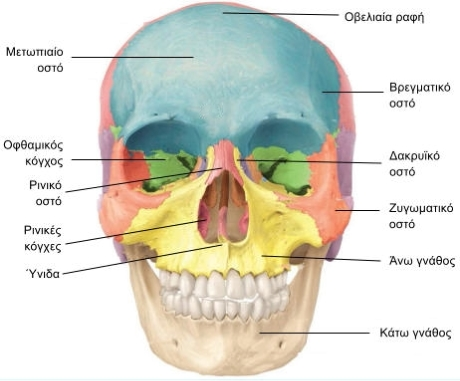 Οβελιαία ραφή
Μετωπιαίο
οστό
Βρεγματικό
οστό
Οφθαμικός
κόγχος
Δακρυϊκό
οστό
Ρινικό
οστό
Ζυγωματικό
οστό
Ρινικές
κόγχες
Ύνιδα
Άνω γνάθος
Κάτω γνάθος